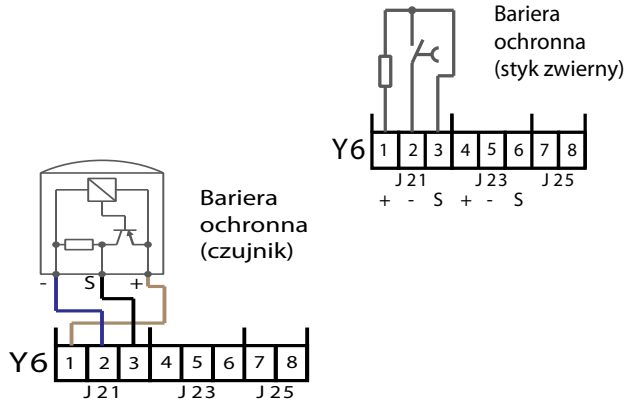 Bariera
ochronna
(styk zwierny)
Y6 1 2 3 4 5 6 7 8
J21 J23 J25
+ - S + - S
Bariera
ochronna
(czujnik)
- S +
Y6 1 2 3 4 5 6 7 8
J21 J23 J25